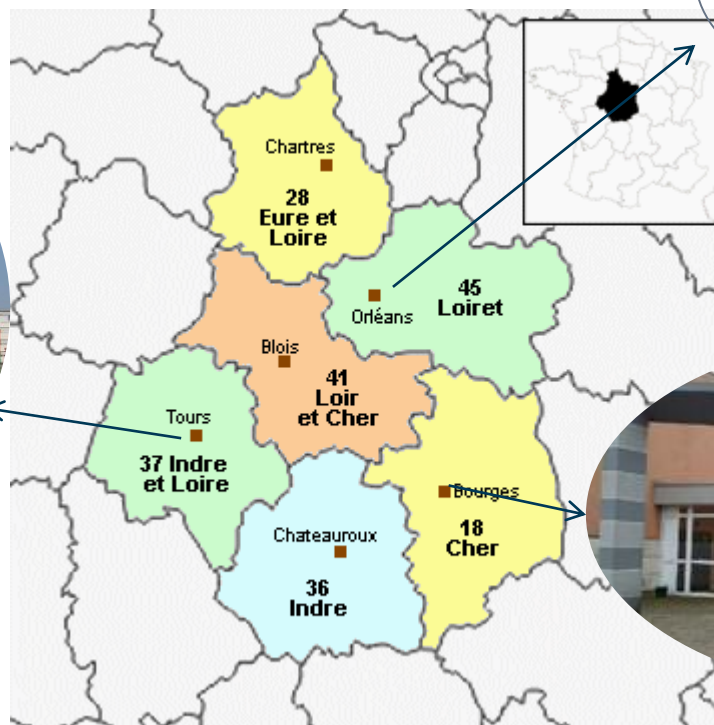 Chartres
28
Eure et
Loire
45
Loiret
Orléans
Blois
41
Loir
et Cher
Tours
37 Indre
et Loire
Bourges
18
Cher
Chateauroux
36
Indre